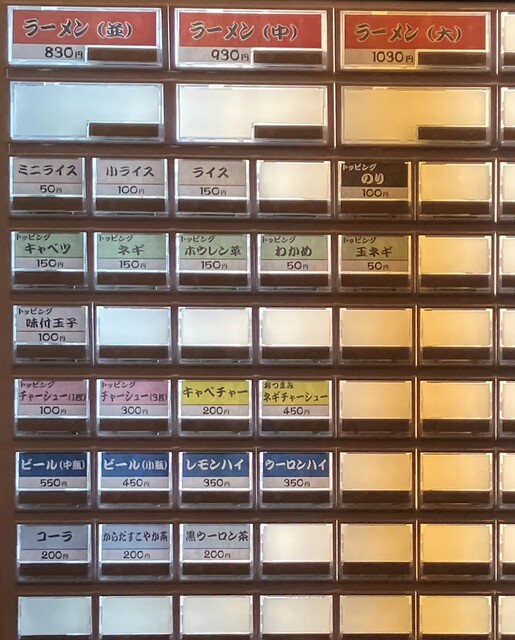 ラーメン(並)
830円
ラーメン(中)
930円
ラーメン(大)
1030円
ミニライス
50円
小ライス
100円
ライス
150円
トッピング
のり
100円
トッピング
キャベツ
150円
トッピング
ネギ
150円
トッピング
ホウレン草
150円
トッピング
わかめ
50円
トッピング
玉ネギ
50円
トッピング
味付玉子
100円
トッピング
チャーシュー(1枚)
100円
トッピング
チャーシュー(3枚)
300円
キャベチャー
200円
おつまみ
ネギチャーシュー
450円
ビール(中瓶)
550円
ビール(小瓶)
450円
レモンハイ
350円
ウーロンハイ
350円
コーラ
200円
からだすこやか茶
200円
黒ウーロン茶
200円